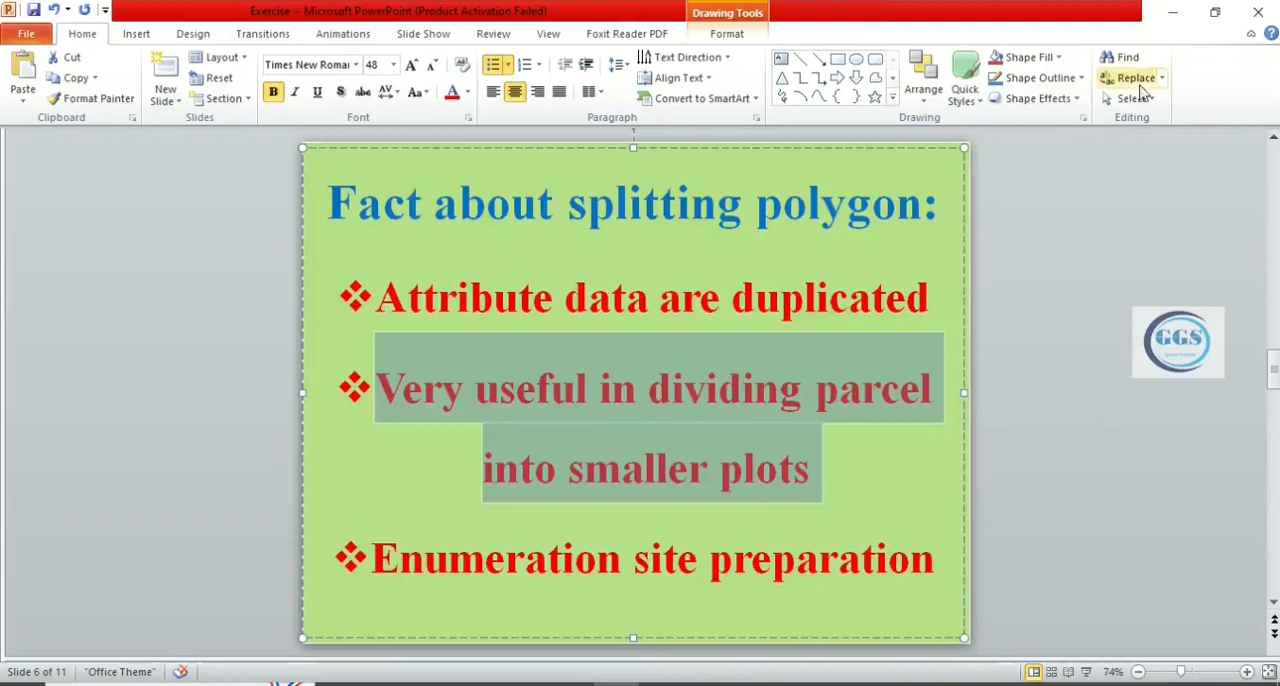 Exercise - Microsoft PowerPoint (Product Activation Failed)
Drawing Tools
File Home Insert Design Transitions Animations Slide Show Review View Foxit Reader PDF Format
Cut
Copy
Format Painter
Paste
Clipboard
New Slide
Layout
Reset
Section
Slides
Times New Roman 48
Font
Text Direction
Align Text
Convert to SmartArt
Paragraph
Arrange
Quick Styles
Shape Fill
Shape Outline
Shape Effects
Drawing
Find
Replace
Select
Editing
Fact about splitting polygon:
Attribute data are duplicated
Very useful in dividing parcel
into smaller plots
Enumeration site preparation
GGS
Slide 6 of 11 "Office Theme" 74%